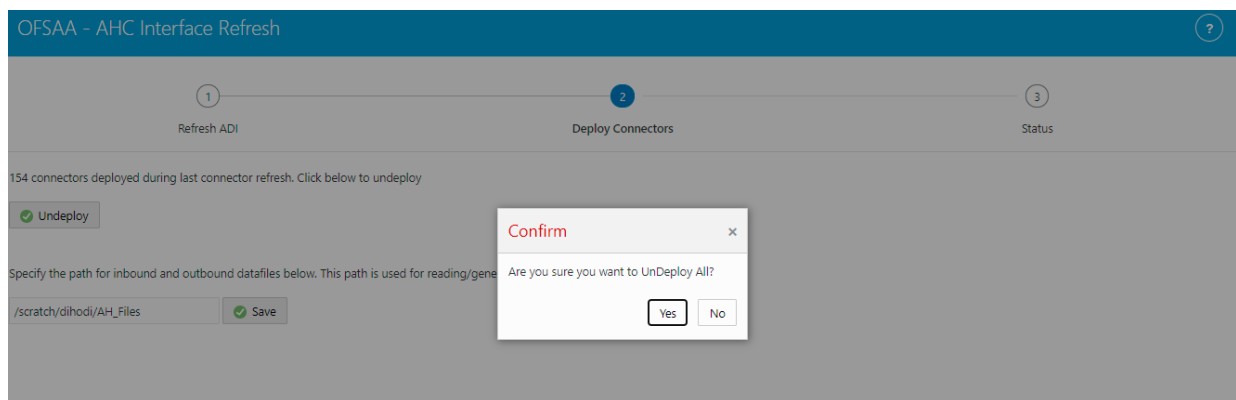 OFSAA - AHC Interface Refresh
?
1
2
3
Refresh ADI
Deploy Connectors
Status
154 connectors deployed during last connector refresh. Click below to undeploy
Undeploy
Confirm
×
Specify the path for inbound and outbound datafiles below. This path is used for reading/gene
Are you sure you want to UnDeploy All?
/scratch/dihodi/AH_Files
Save
Yes
No